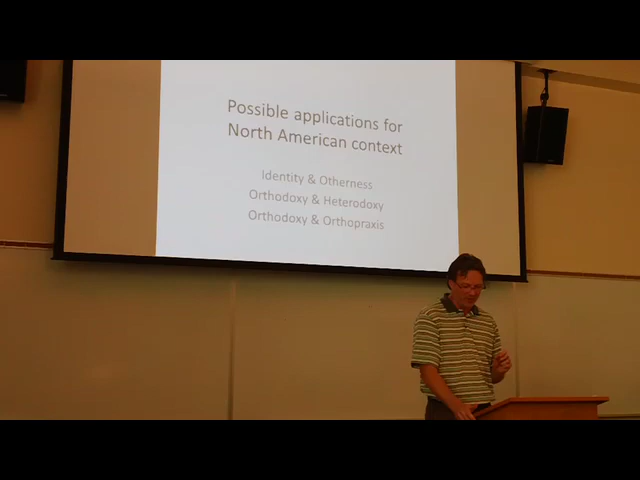 Possible applications for
North American context
Identity & Otherness
Orthodoxy & Heterodoxy
Orthodoxy & Orthopraxis